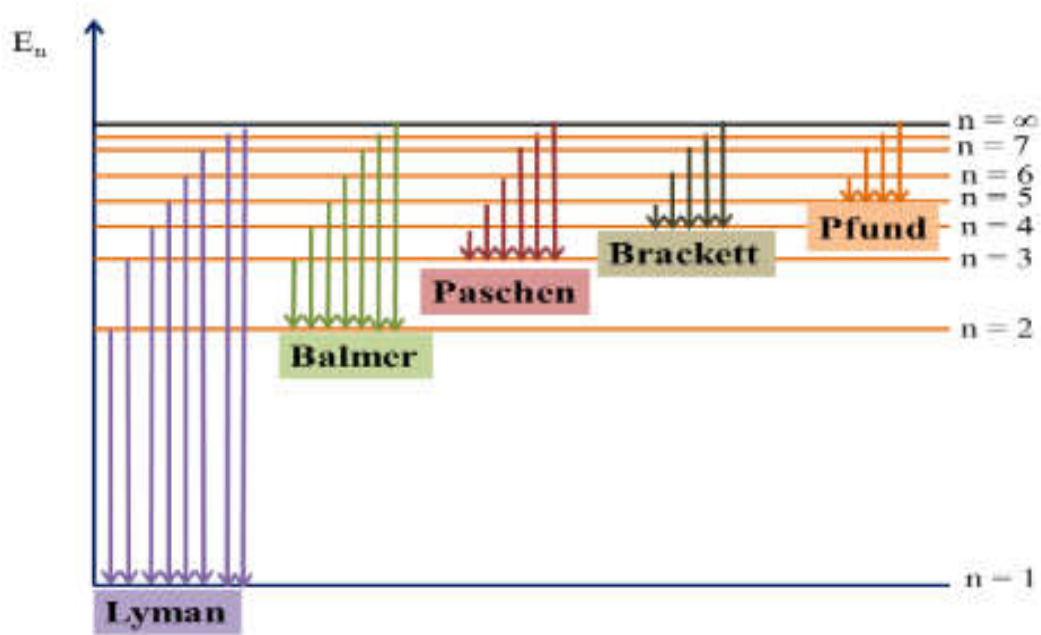 Eₙ
n = ∞
n = 7
n = 6
n = 5
n = 4
n = 3
n = 2
n – 1
Pfund
Brackett
Paschen
Balmer
Lyman